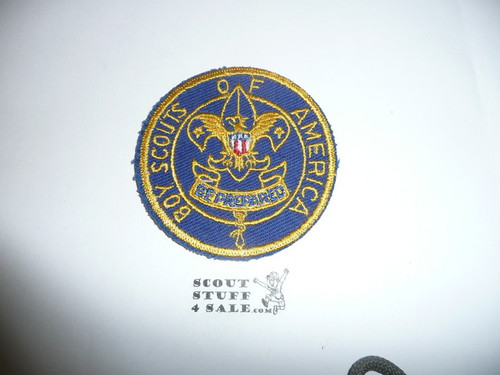 BOY SCOUTS OF AMERICA
BE PREPARED
SCOUT
STUFF
4 SALE.COM